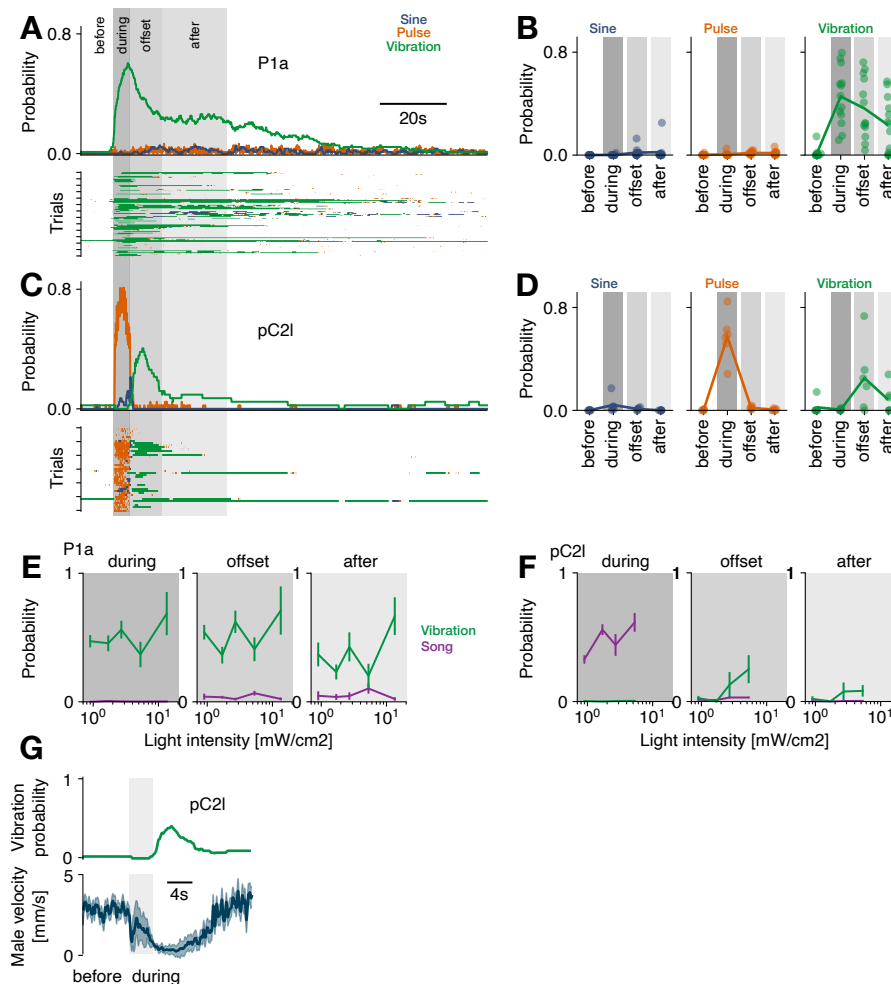 A
before
during
offset
after
Sine
Pulse
Vibration
0.8
P1a
Probability
20s
0.0
Trials
B
Sine
Pulse
Vibration
0.8
Probability
0.0
before
during
offset
after
before
during
offset
after
before
during
offset
after
C
0.8
pC2l
Probability
0.0
Trials
D
Sine
Pulse
Vibration
0.8
Probability
0.0
before
during
offset
after
before
during
offset
after
before
during
offset
after
E
P1a
during
offset
after
1
1
1
Probability
Vibration
Song
0
0
0
10⁰
10¹
10⁰
10¹
10⁰
10¹
Light intensity [mW/cm2]
F
pC2l
during
offset
after
1
1
1
Probability
0
0
0
10⁰
10¹
10⁰
10¹
10⁰
10¹
Light intensity [mW/cm2]
G
1
pC2l
Vibration
probability
0
4s
5
Male velocity
[mm/s]
0
before
during